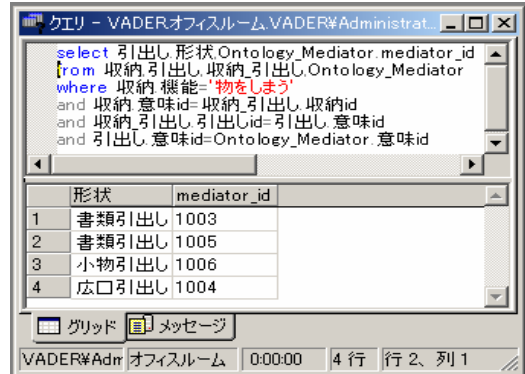 クエリ - VADER.オフィスルーム.VADER¥Administrat...
select 引出し.形状,Ontology_Mediator.mediator_id
from 収納,引出し,収納_引出し,Ontology_Mediator
where 収納.機能='物をしまう'
and 収納.意味id=収納_引出し.収納id
and 収納_引出し.引出しid=引出し.意味id
and 引出し.意味id=Ontology_Mediator.意味id
形状 mediator_id
1 書類引出し 1003
2 書類引出し 1005
3 小物引出し 1006
4 広口引出し 1004
グリッド メッセージ
VADER¥Adm オフィスルーム 0:00:00 4 行 行 2、列 1